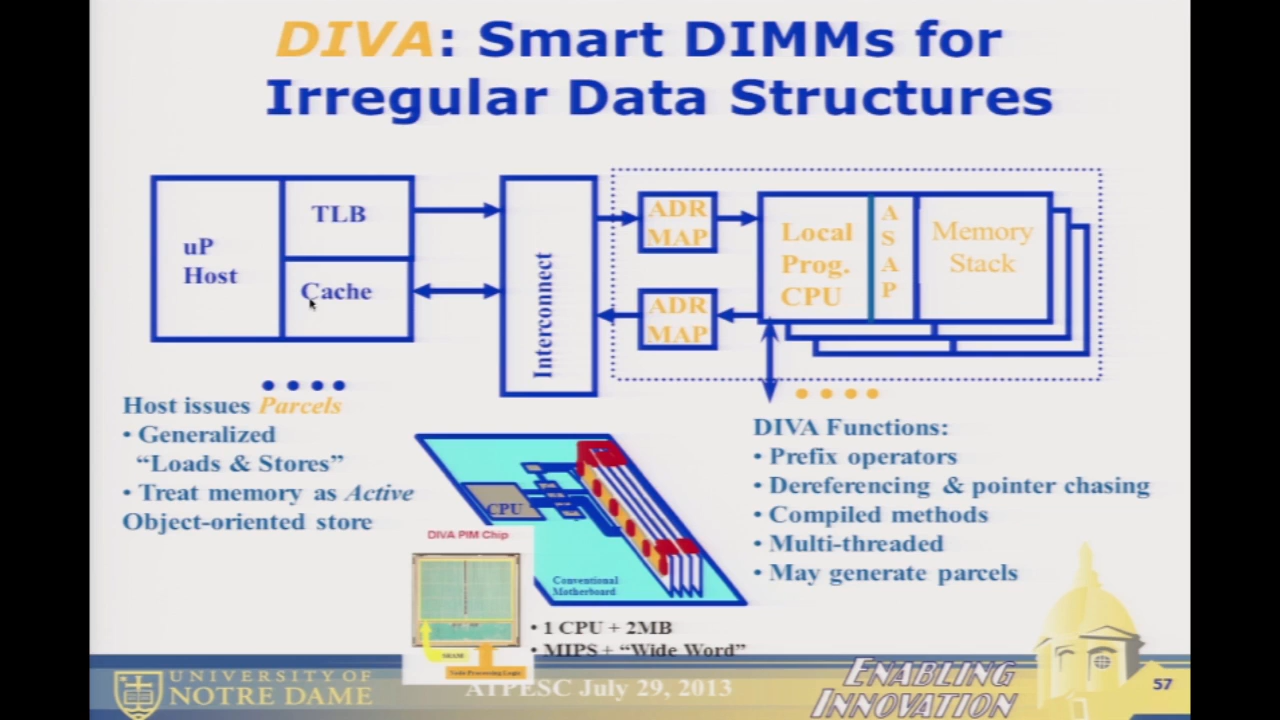 DIVA: Smart DIMMs for
Irregular Data Structures
uP
Host
TLB
Cache
Interconnect
ADR
MAP
ADR
MAP
Local
Prog.
CPU
A
S
A
P
Memory
Stack
Host issues Parcels
• Generalized
“Loads & Stores”
• Treat memory as Active
Object-oriented store
CPU
Conventional
Motherboard
DIVA PIM Chip
SRAM
• 1 CPU + 2MB
• MIPS + “Wide Word”
DIVA Functions:
• Prefix operators
• Dereferencing & pointer chasing
• Compiled methods
• Multi-threaded
• May generate parcels
UNIVERSITY OF
NOTRE DAME
ATPESC July 29, 2013
ENABLING
INNOVATION
57